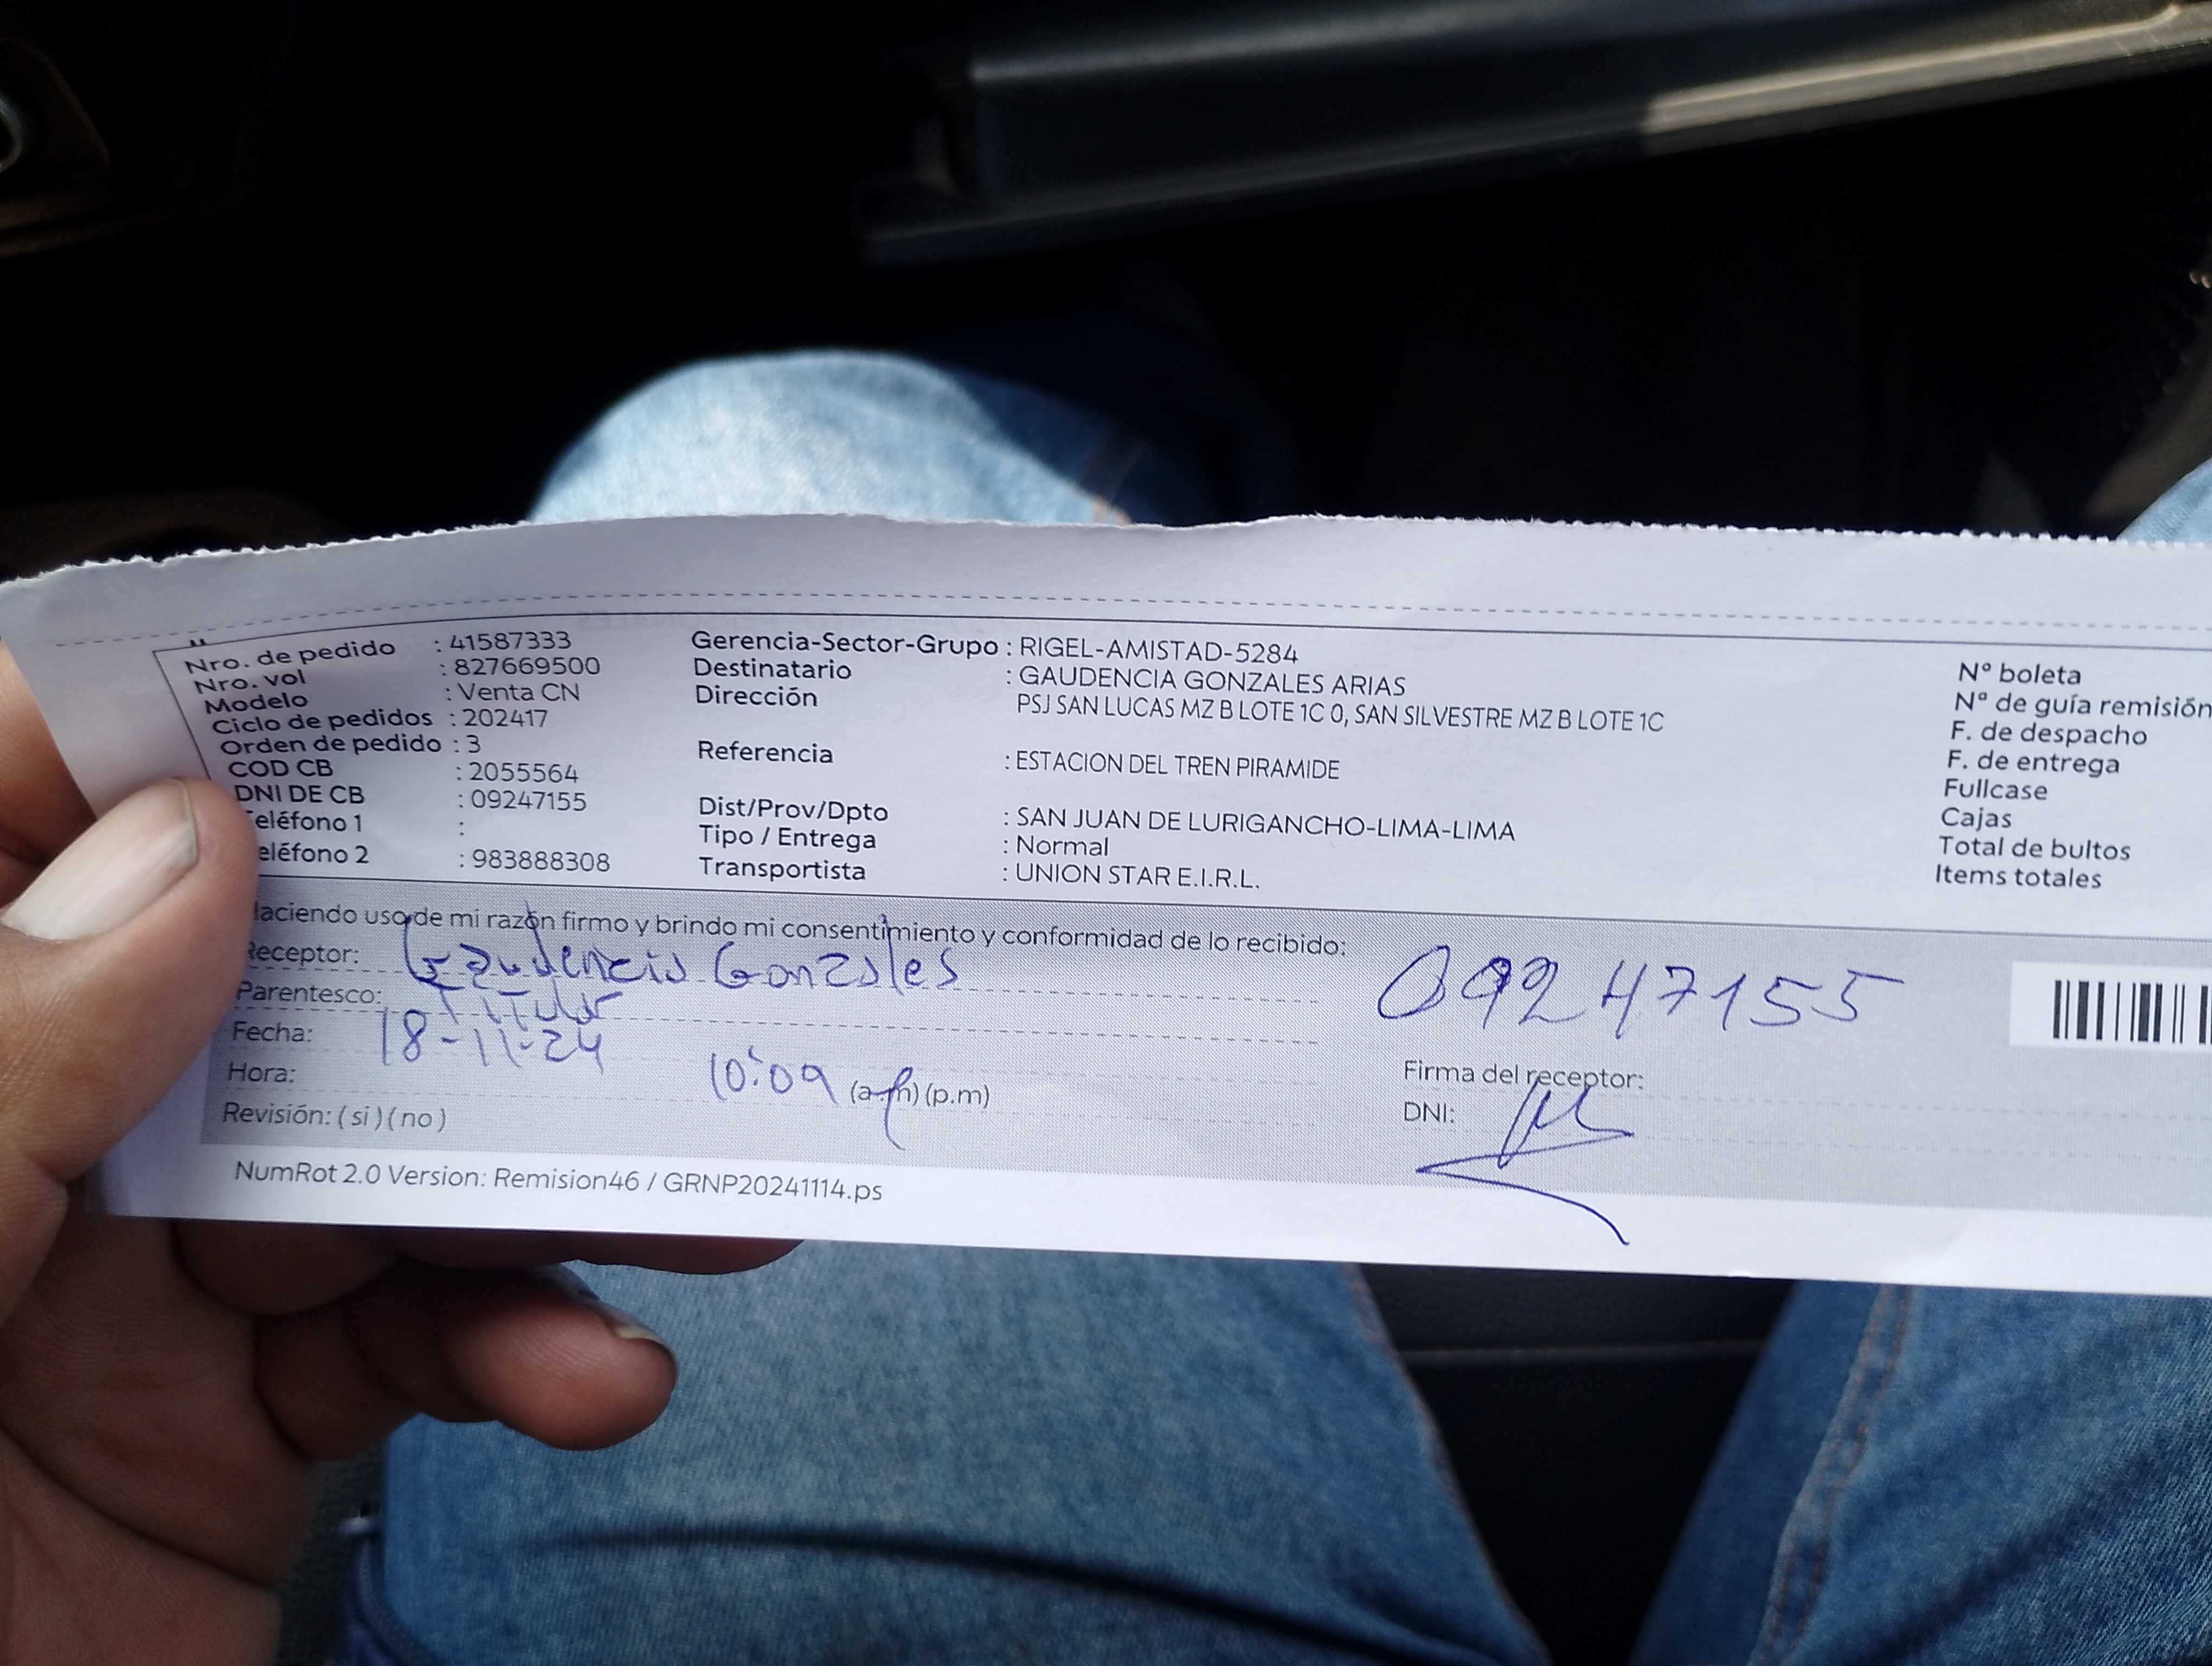 Nro. de pedido : 41587333
Nro. vol : 827669500
Modelo : Venta CN
Ciclo de pedidos : 202417
Orden de pedido : 3
COD CB : 2055564
DNI DE CB : 09247155
eléfono 1 :
eléfono 2 : 983888308
Gerencia-Sector-Grupo : RIGEL-AMISTAD-5284
Destinatario : GAUDENCIA GONZALES ARIAS
Dirección PSJ SAN LUCAS MZ B LOTE 1C 0, SAN SILVESTRE MZ B LOTE 1C
Referencia : ESTACION DEL TREN PIRAMIDE
Dist/Prov/Dpto : SAN JUAN DE LURIGANCHO-LIMA-LIMA
Tipo / Entrega : Normal
Transportista : UNION STAR E.I.R.L.
Nº boleta
Nº de guía remisión
F. de despacho
F. de entrega
Fullcase
Cajas
Total de bultos
Items totales
aciendo uso de mi razón firmo y brindo mi consentimiento y conformidad de lo recibido:
Receptor: Gaudencia Gonzales
Parentesco: Titular
Fecha: 18-11-24
Hora: 10:09 (a.m) (p.m)
Revisión: ( si ) ( no )
09247155
Firma del receptor:
DNI:
NumRot 2.0 Version: Remision46 / GRNP20241114.ps